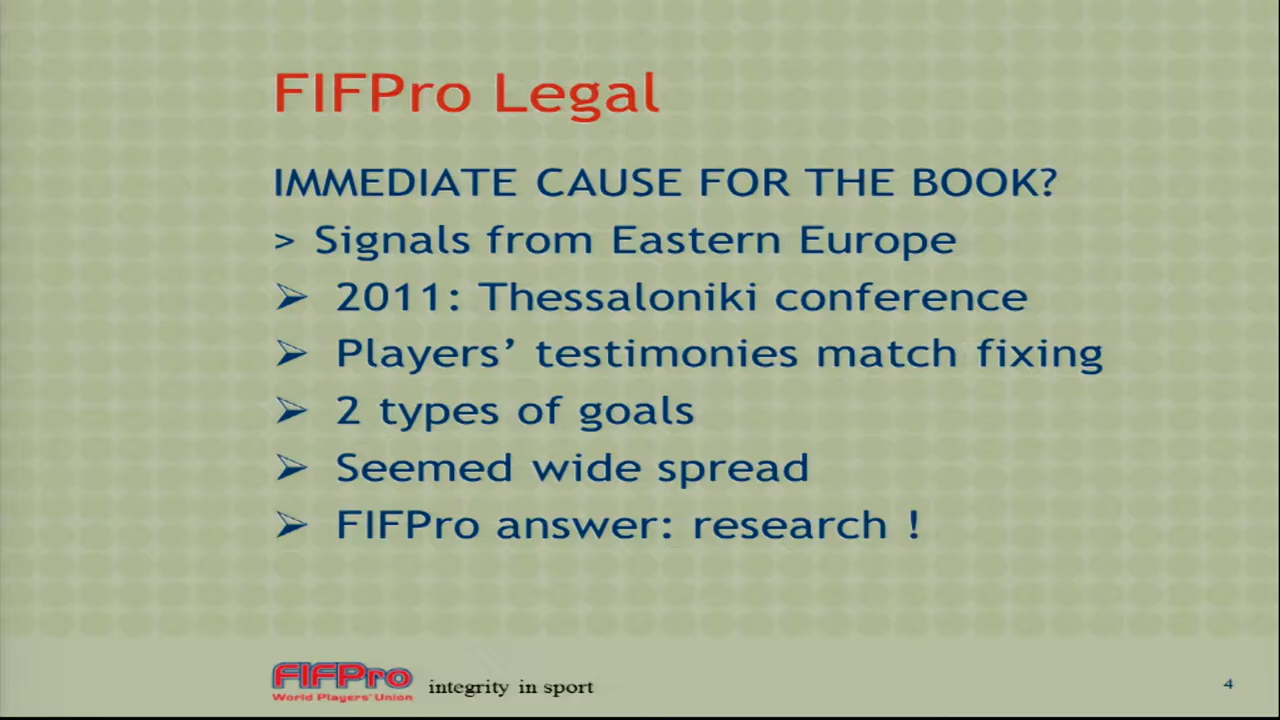 FIFPro Legal
IMMEDIATE CAUSE FOR THE BOOK?
> Signals from Eastern Europe
➢ 2011: Thessaloniki conference
➢ Players’ testimonies match fixing
➢ 2 types of goals
➢ Seemed wide spread
➢ FIFPro answer: research !
FIFPro
World Players' Union
integrity in sport
4